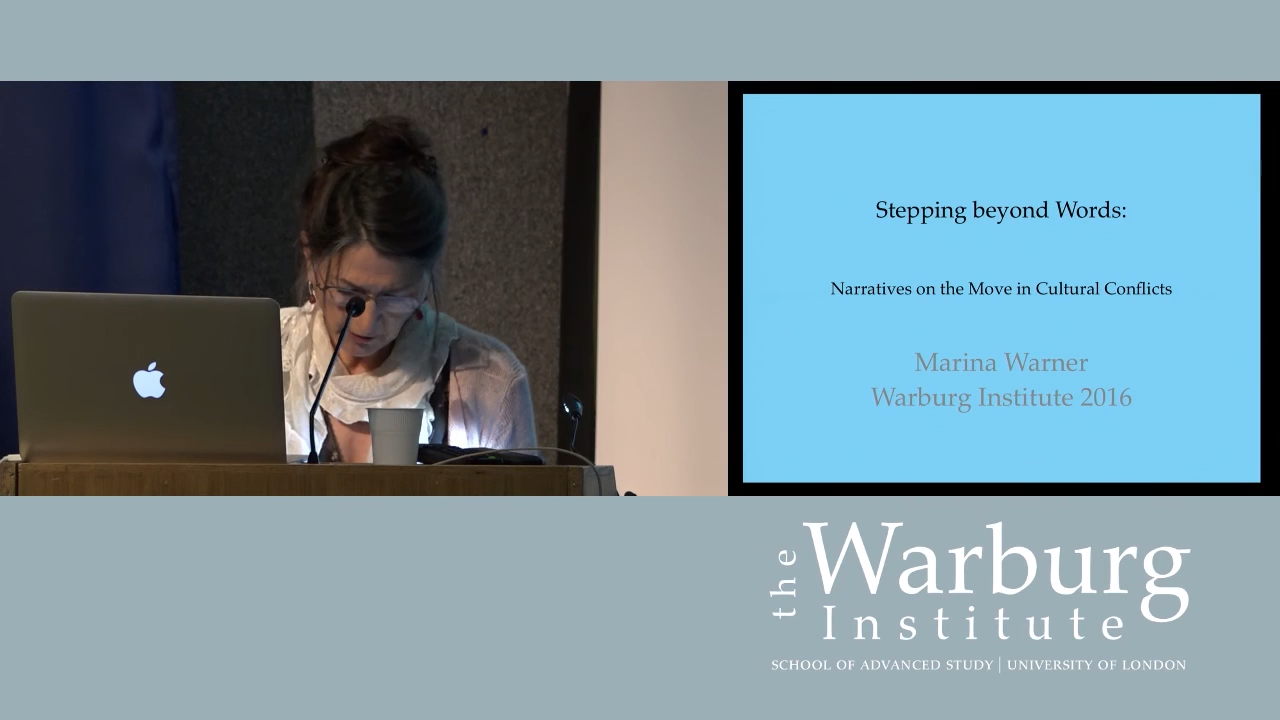 Stepping beyond Words:
Narratives on the Move in Cultural Conflicts
Marina Warner
Warburg Institute 2016
the Warburg
Institute
SCHOOL OF ADVANCED STUDY | UNIVERSITY OF LONDON